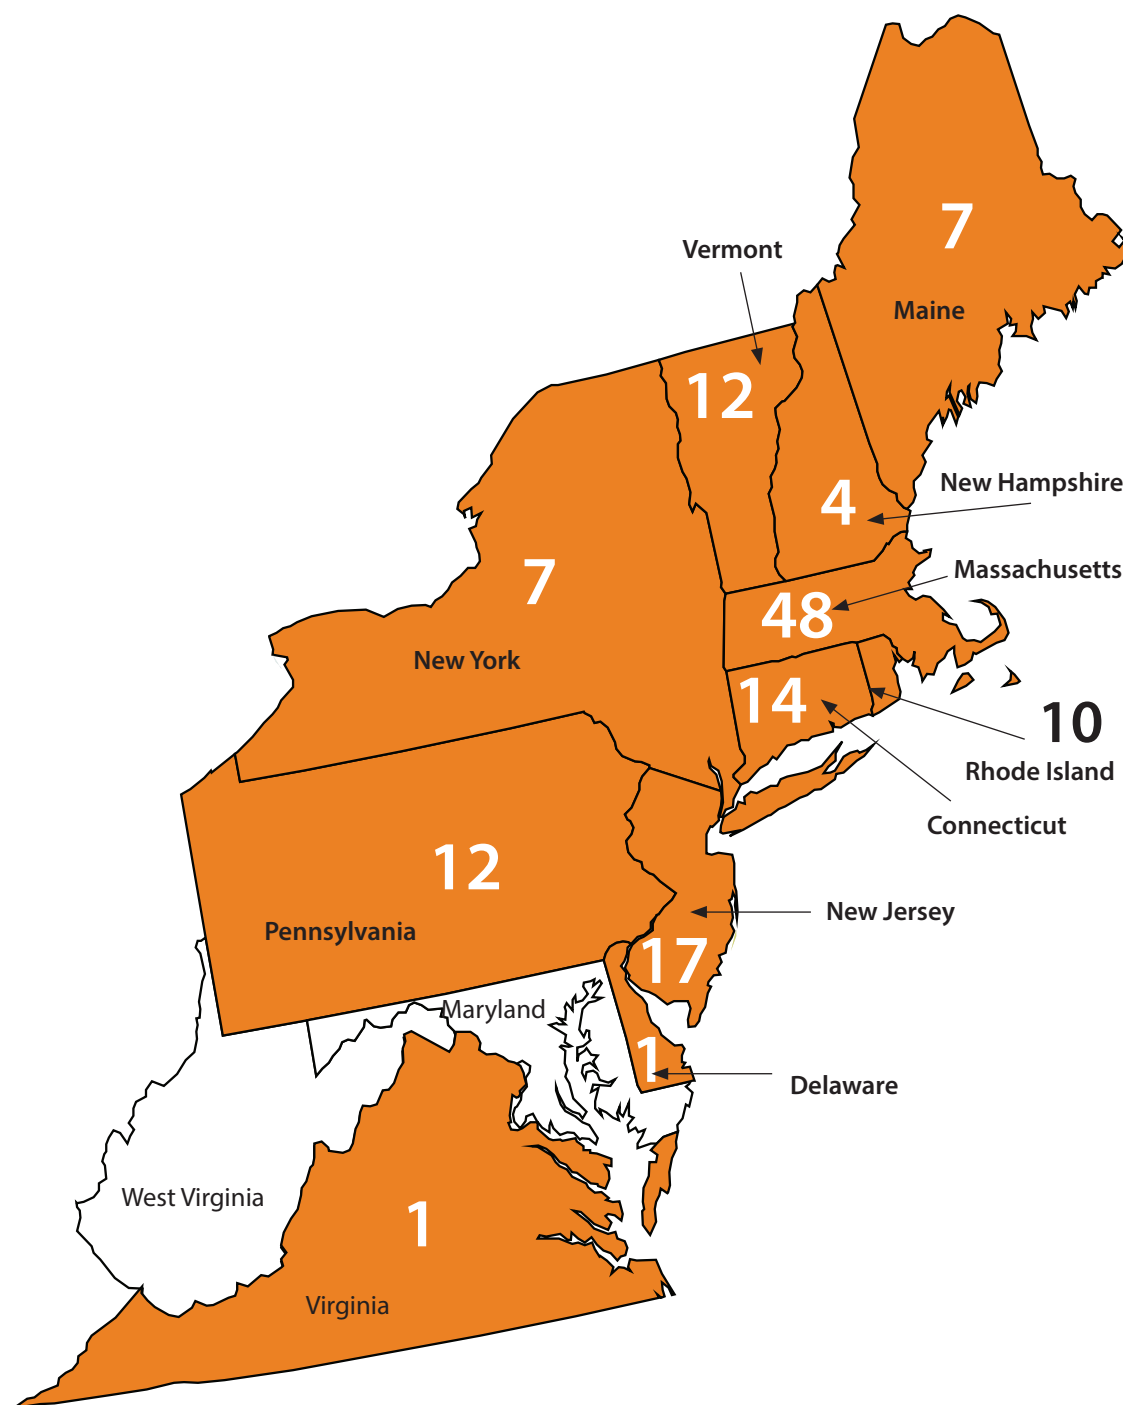 7
Maine
Vermont
12
4
New Hampshire
Massachusetts
48
7
New York
14
10
Rhode Island
Connecticut
12
Pennsylvania
New Jersey
17
Maryland
1
Delaware
West Virginia
1
Virginia